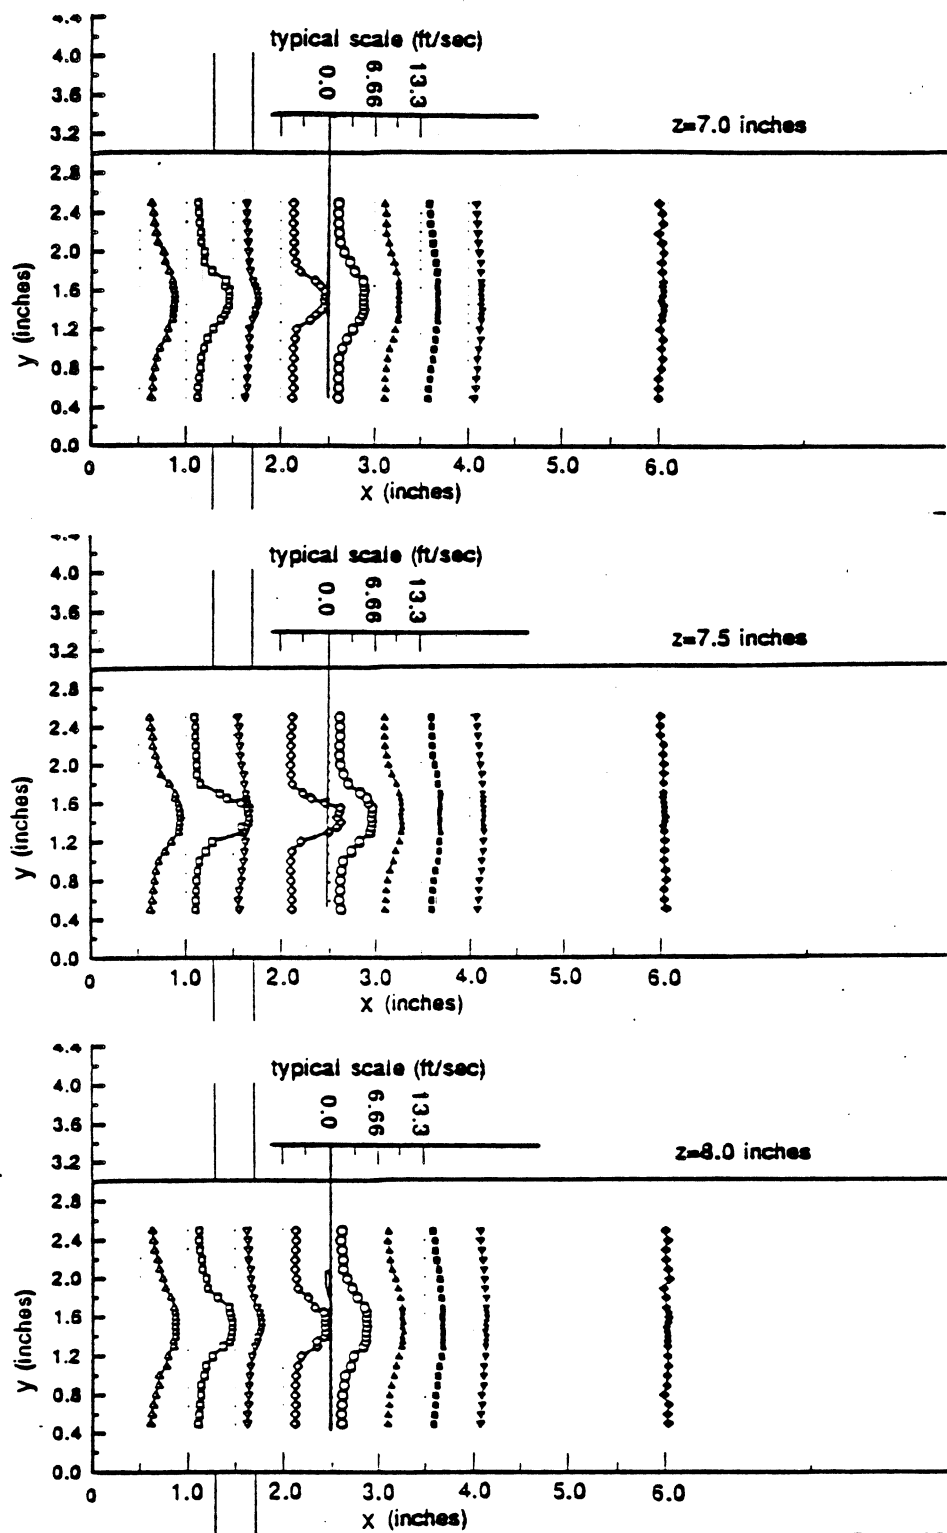 4.4
typical scale (ft/sec)
4.0
0.0 6.66 13.3
3.6
z=7.0 inches
3.2
2.8
2.4
2.0
y (inches)
1.6
1.2
0.8
0.4
0.0
0 1.0 2.0 3.0 4.0 5.0 6.0
X (inches)
4.4
typical scale (ft/sec)
4.0
0.0 6.66 13.3
3.6
z=7.5 inches
3.2
2.8
2.4
2.0
y (inches)
1.6
1.2
0.8
0.4
0.0
0 1.0 2.0 3.0 4.0 5.0 6.0
X (inches)
4.4
typical scale (ft/sec)
4.0
0.0 6.66 13.3
3.6
z=8.0 inches
3.2
2.8
2.4
2.0
y (inches)
1.6
1.2
0.8
0.4
0.0
0 1.0 2.0 3.0 4.0 5.0 6.0
X (inches)